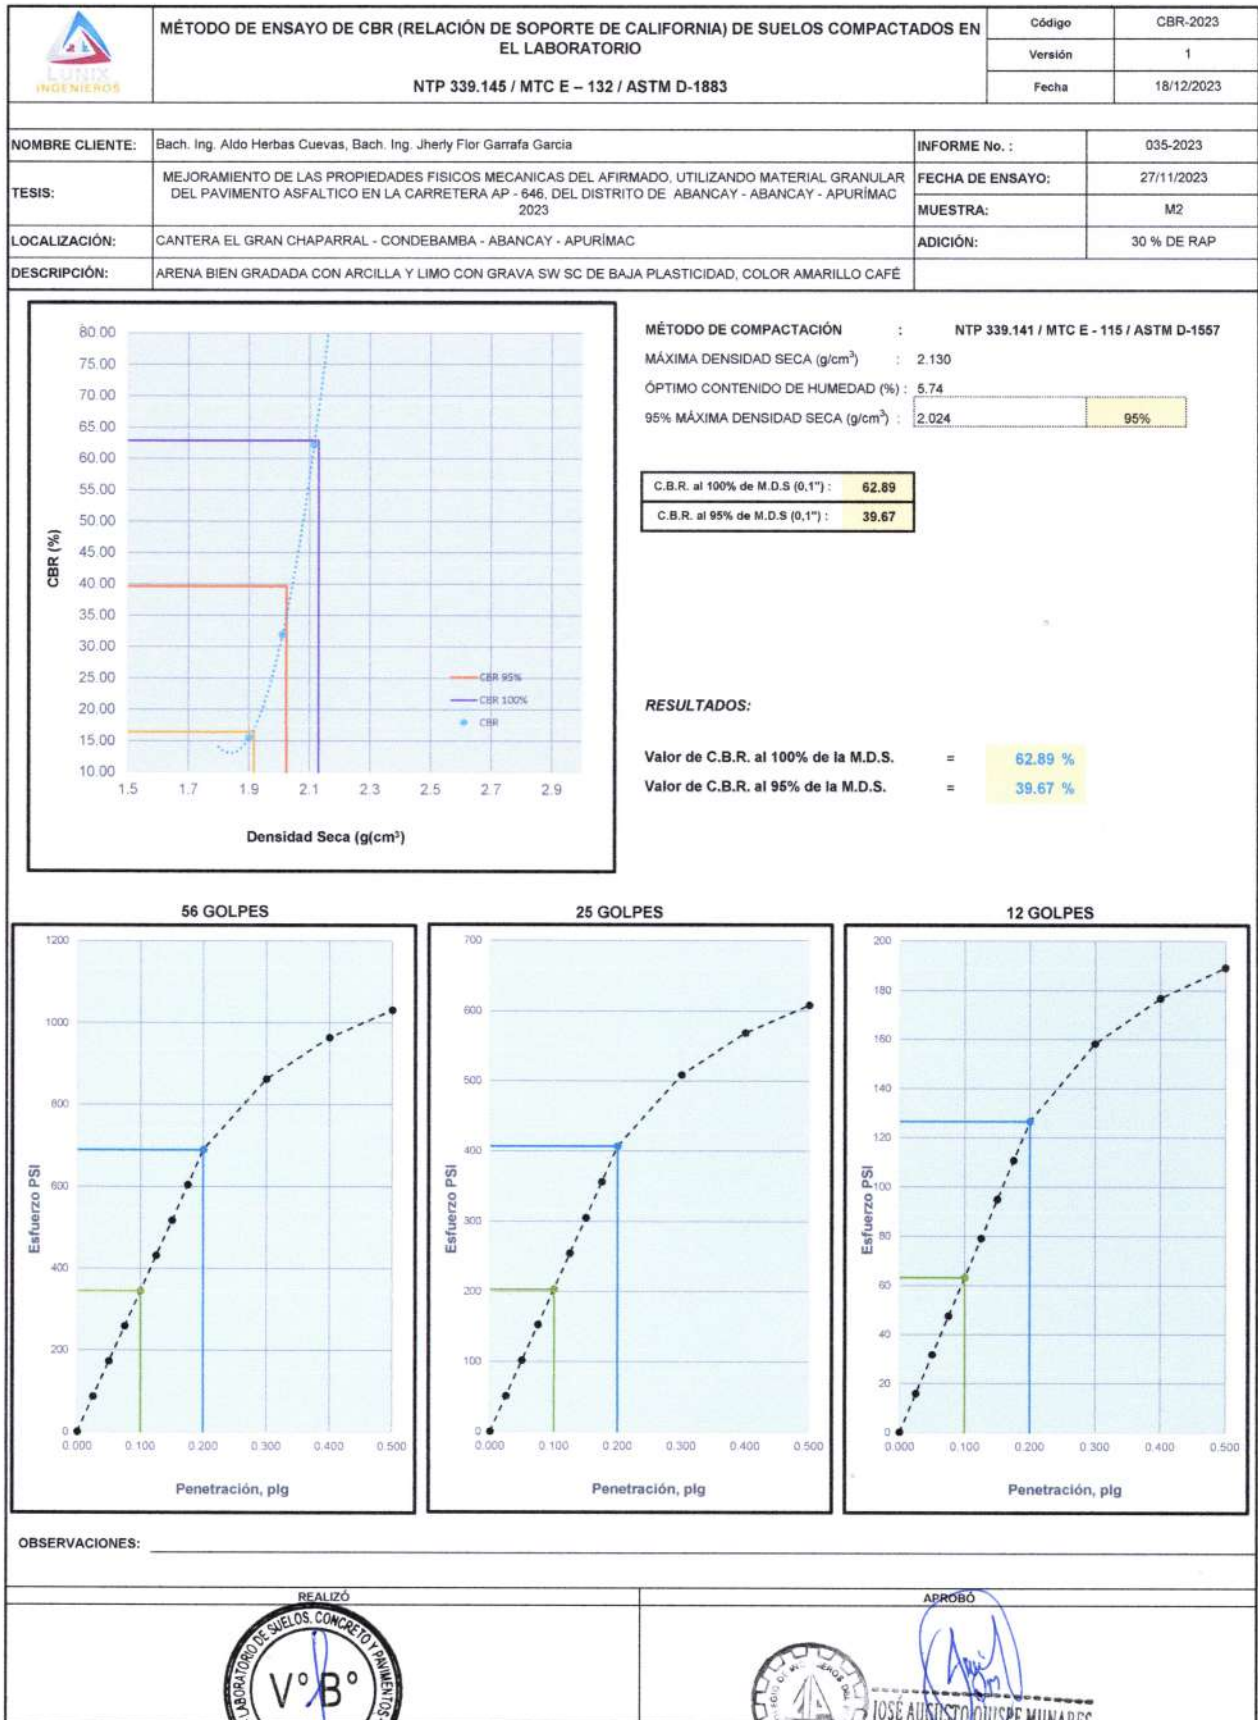 LUNIX
INGENIEROS
MÉTODO DE ENSAYO DE CBR (RELACIÓN DE SOPORTE DE CALIFORNIA) DE SUELOS COMPACTADOS EN
EL LABORATORIO
NTP 339.145 / MTC E – 132 / ASTM D-1883
Código CBR-2023
Versión 1
Fecha 18/12/2023
NOMBRE CLIENTE: Bach. Ing. Aldo Herbas Cuevas, Bach. Ing. Jherly Flor Garrafa Garcia INFORME No. : 035-2023
TESIS: MEJORAMIENTO DE LAS PROPIEDADES FISICOS MECANICAS DEL AFIRMADO, UTILIZANDO MATERIAL GRANULAR
DEL PAVIMENTO ASFALTICO EN LA CARRETERA AP - 646, DEL DISTRITO DE ABANCAY - ABANCAY - APURÍMAC
2023
FECHA DE ENSAYO: 27/11/2023
MUESTRA: M2
LOCALIZACIÓN: CANTERA EL GRAN CHAPARRAL - CONDEBAMBA - ABANCAY - APURÍMAC ADICIÓN: 30 % DE RAP
DESCRIPCIÓN: ARENA BIEN GRADADA CON ARCILLA Y LIMO CON GRAVA SW SC DE BAJA PLASTICIDAD, COLOR AMARILLO CAFÉ
80.00
75.00
70.00
65.00
60.00
55.00
50.00
45.00
40.00
35.00
30.00
25.00
20.00
15.00
10.00
CBR (%)
CBR 95%
CBR 100%
CBR
1.5 1.7 1.9 2.1 2.3 2.5 2.7 2.9
Densidad Seca (g(cm³)
MÉTODO DE COMPACTACIÓN : NTP 339.141 / MTC E - 115 / ASTM D-1557
MÁXIMA DENSIDAD SECA (g/cm³) : 2.130
ÓPTIMO CONTENIDO DE HUMEDAD (%) : 5.74
95% MÁXIMA DENSIDAD SECA (g/cm³) : 2.024 95%
C.B.R. al 100% de M.D.S (0,1") : 62.89
C.B.R. al 95% de M.D.S (0,1") : 39.67
RESULTADOS:
Valor de C.B.R. al 100% de la M.D.S. = 62.89 %
Valor de C.B.R. al 95% de la M.D.S. = 39.67 %
56 GOLPES
1200
1000
800
600
400
200
0
Esfuerzo PSI
0.000 0.100 0.200 0.300 0.400 0.500
Penetración, plg
25 GOLPES
700
600
500
400
300
200
100
0
Esfuerzo PSI
0.000 0.100 0.200 0.300 0.400 0.500
Penetración, plg
12 GOLPES
200
180
160
140
120
100
80
60
40
20
0
Esfuerzo PSI
0.000 0.100 0.200 0.300 0.400 0.500
Penetración, plg
OBSERVACIONES:
REALIZÓ
APROBÓ
LABORATORIO DE SUELOS, CONCRETO Y PAVIMENTOS
V° B°
JOSÉ AUGUSTO QUISPE MUNARES